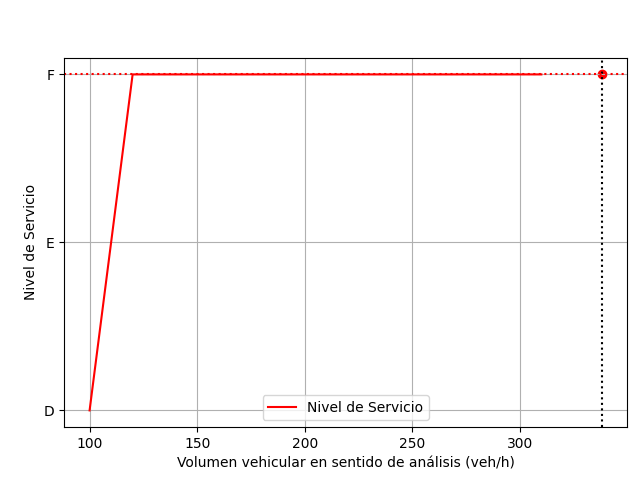 F
E
D
Nivel de Servicio
Nivel de Servicio
100 150 200 250 300
Volumen vehicular en sentido de análisis (veh/h)